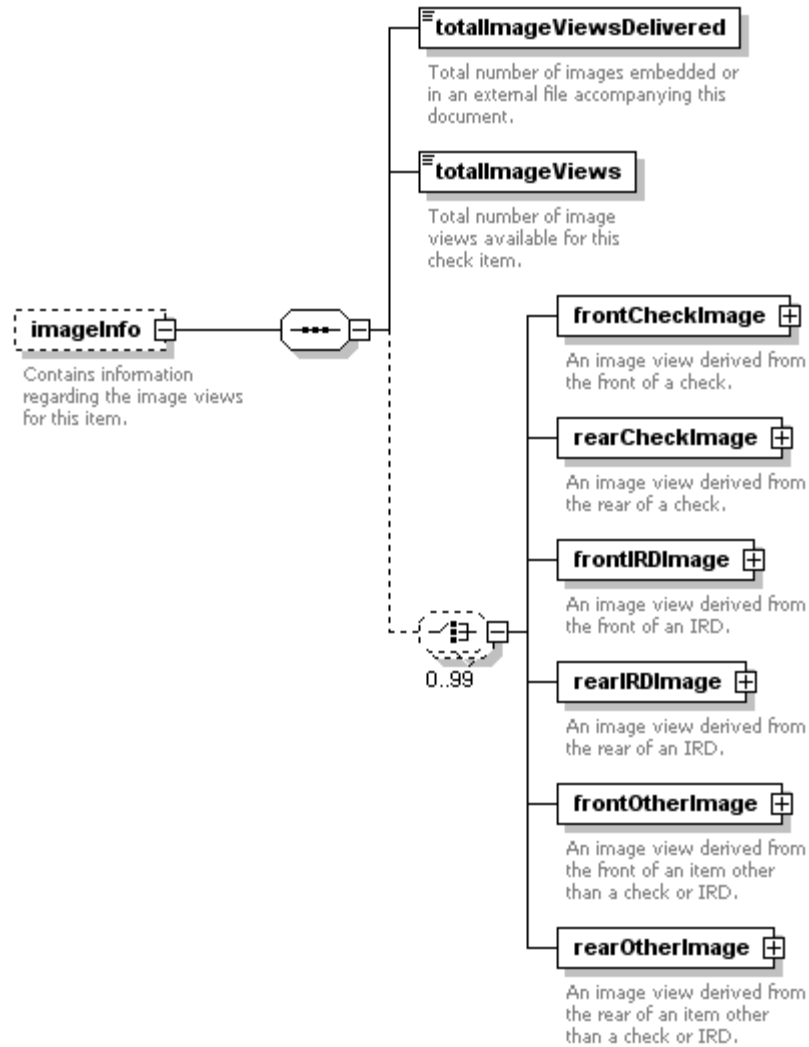 totalImageViewsDelivered
Total number of images embedded or
in an external file accompanying this
document.
totalImageViews
Total number of image
views available for this
check item.
imageInfo
Contains information
regarding the image views
for this item.
0..99
frontCheckImage
An image view derived from
the front of a check.
rearCheckImage
An image view derived from
the rear of a check.
frontIRDImage
An image view derived from
the front of an IRD.
rearIRDImage
An image view derived from
the rear of an IRD.
frontOtherImage
An image view derived from
the front of an item other
than a check or IRD.
rearOtherImage
An image view derived from
the rear of an item other
than a check or IRD.